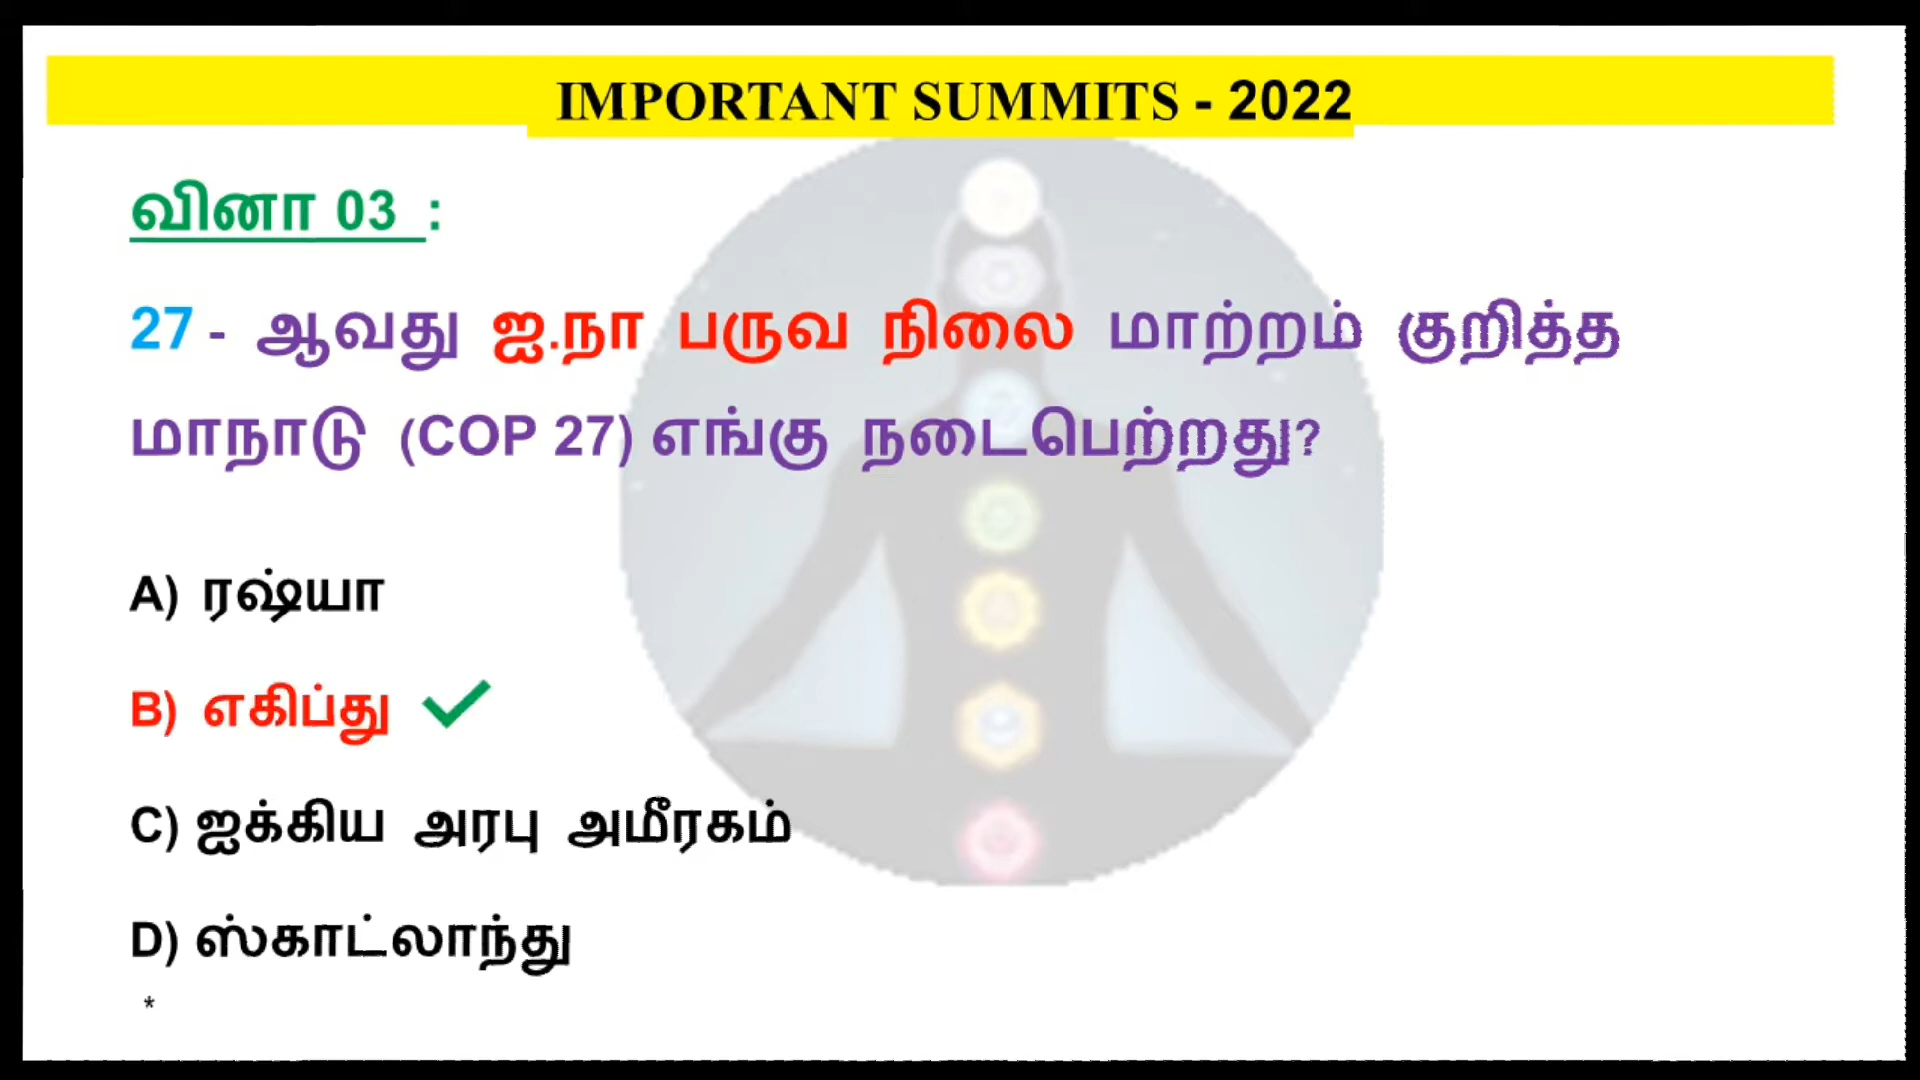 IMPORTANT SUMMITS - 2022
வினா 03 :
27 - ஆவது ஐ.நா பருவ நிலை மாற்றம் குறித்த
மாநாடு (COP 27) எங்கு நடைபெற்றது?
A) ரஷ்யா
B) எகிப்து
C) ஐக்கிய அரபு அமீரகம்
D) ஸ்காட்லாந்து
*